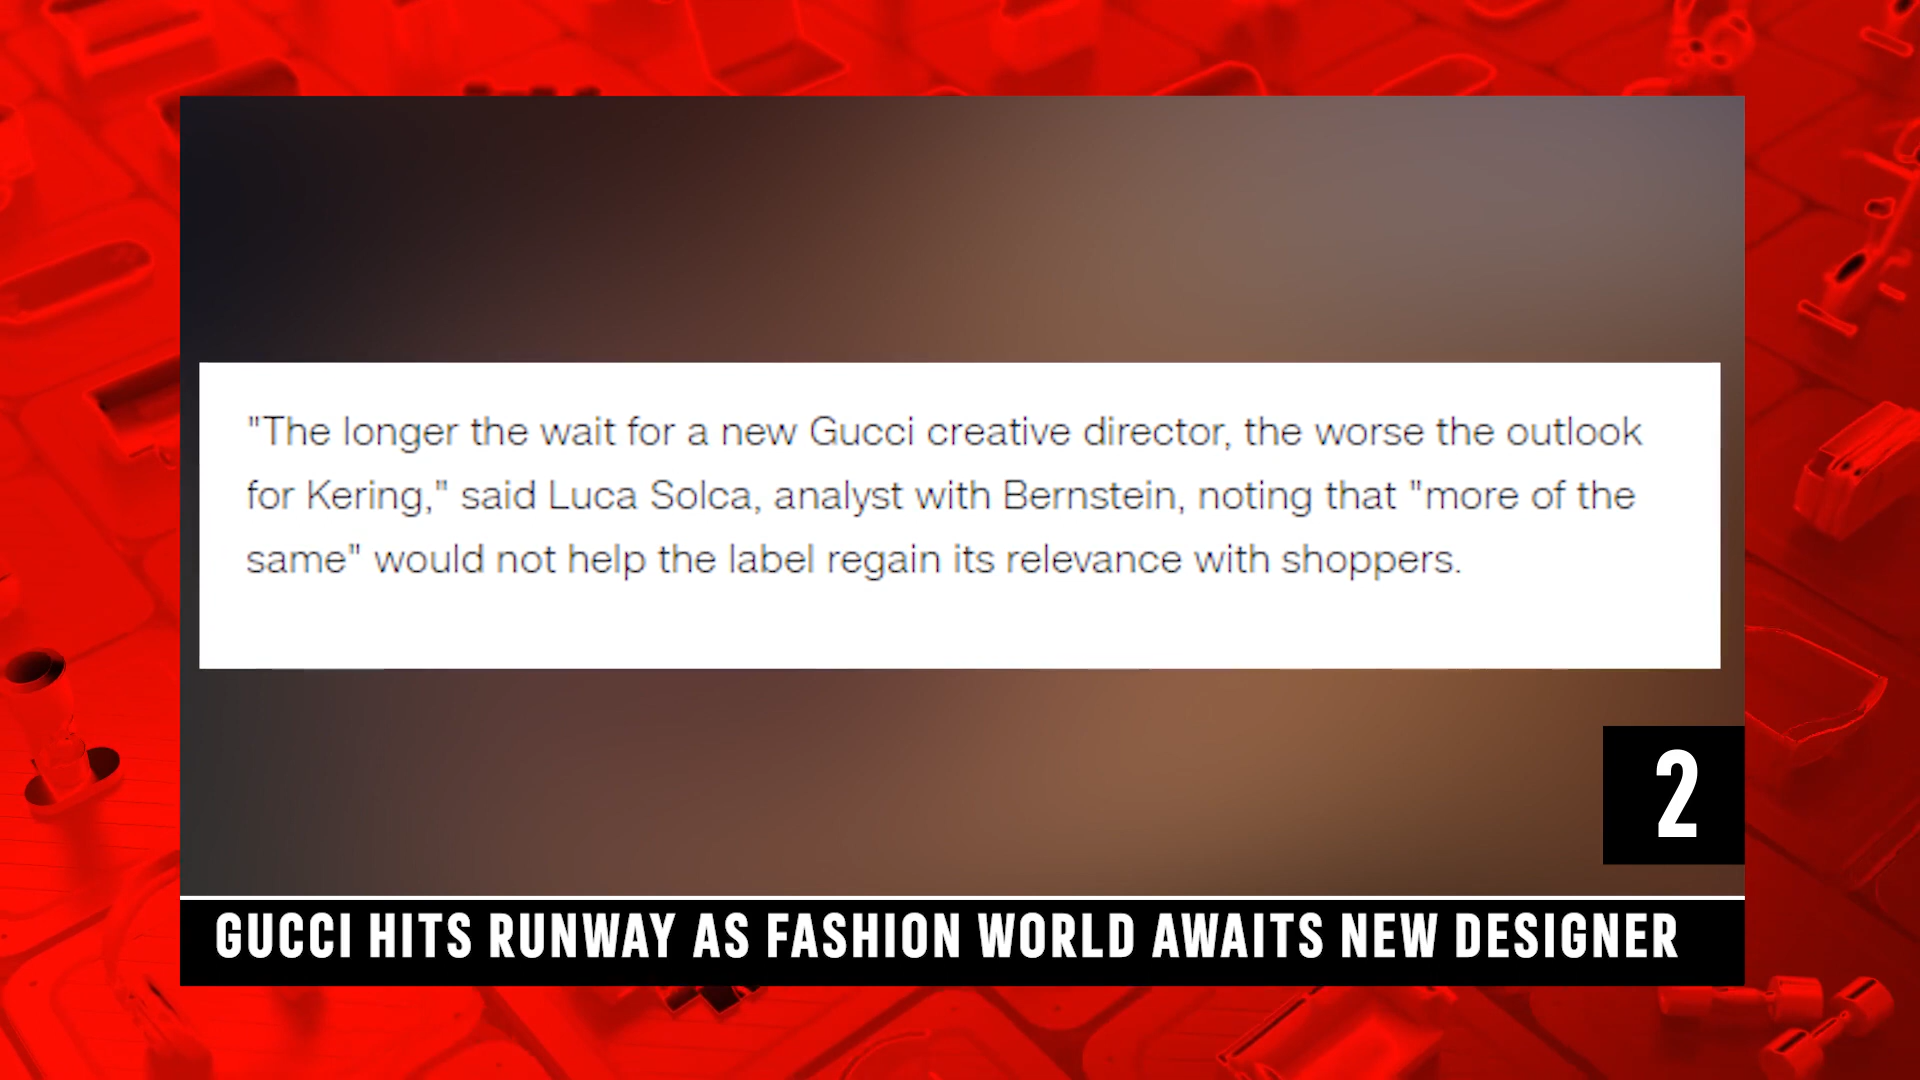 "The longer the wait for a new Gucci creative director, the worse the outlook
for Kering," said Luca Solca, analyst with Bernstein, noting that "more of the
same" would not help the label regain its relevance with shoppers.
2
GUCCI HITS RUNWAY AS FASHION WORLD AWAITS NEW DESIGNER